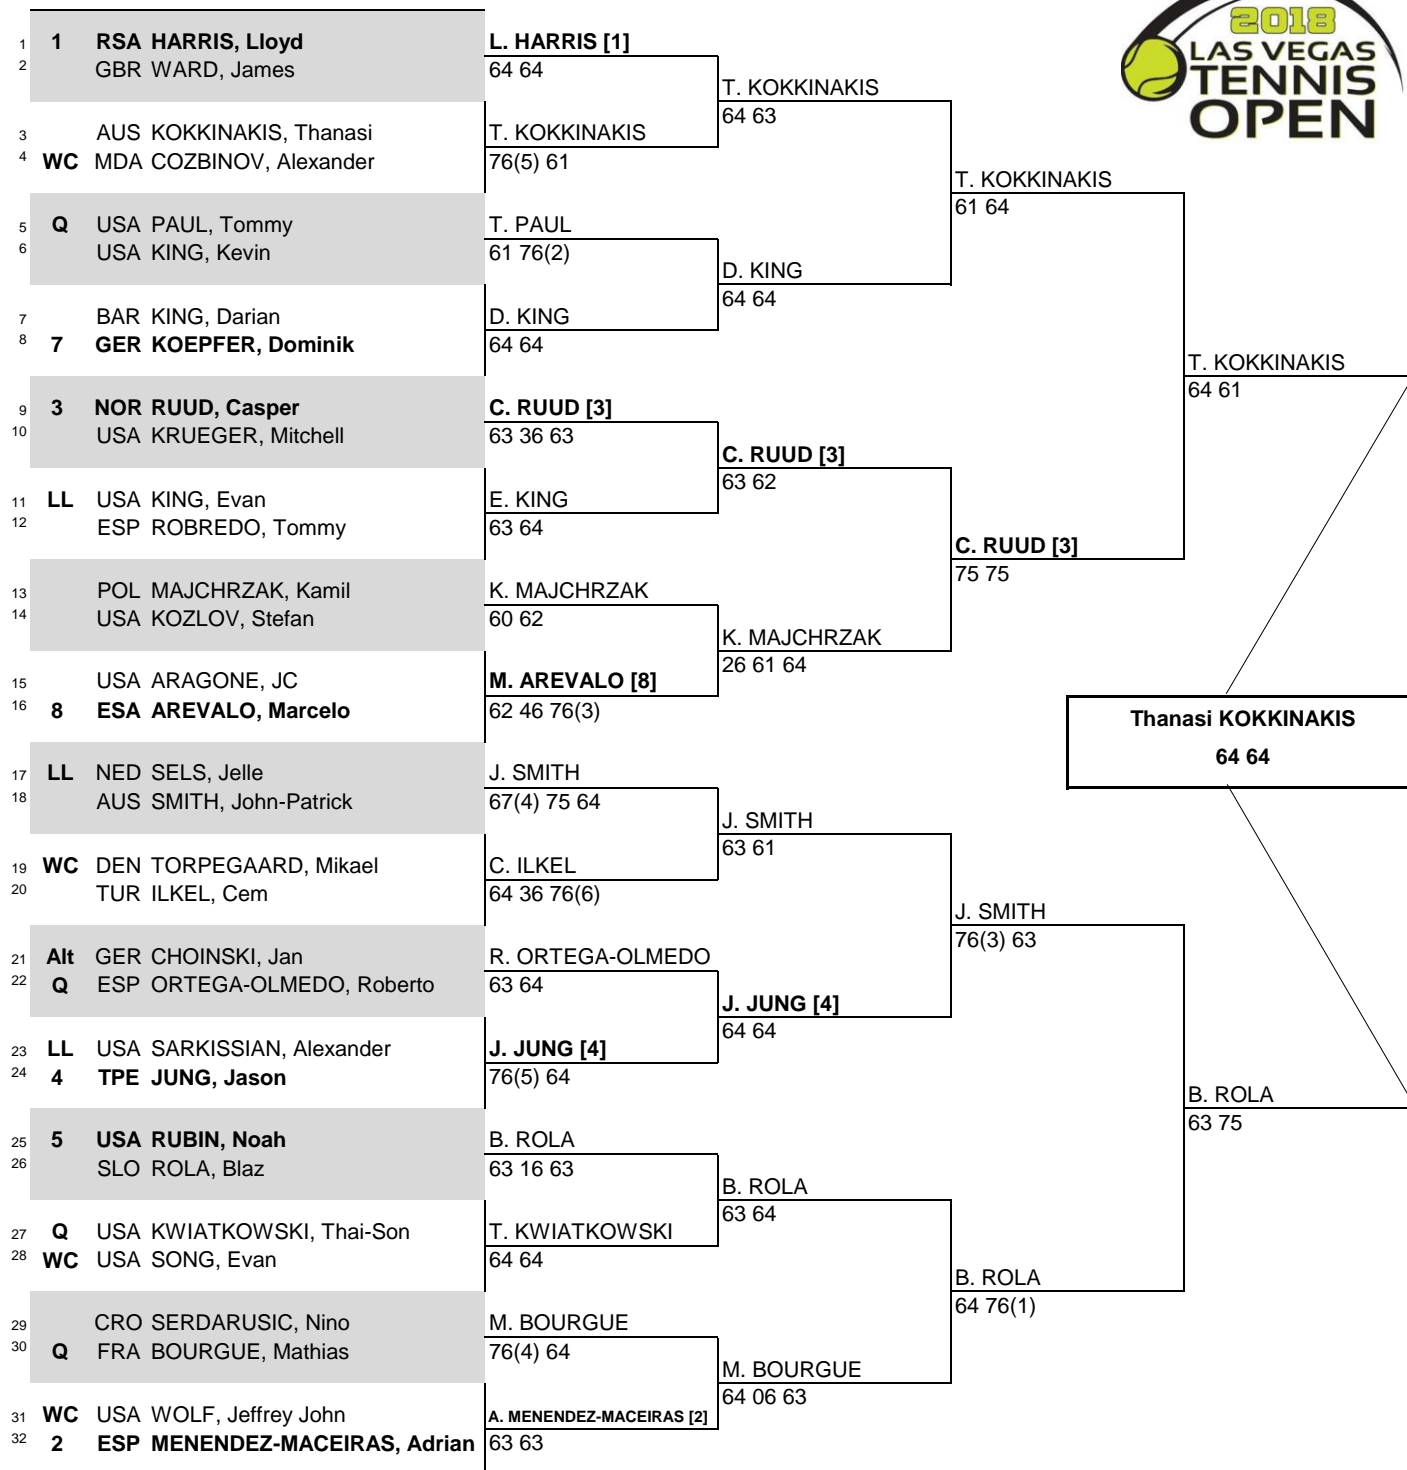 2018
LAS VEGAS
TENNIS
OPEN
1 1 RSA HARRIS, Lloyd
2 GBR WARD, James
3 AUS KOKKINAKIS, Thanasi
4 WC MDA COZBINOV, Alexander
5 Q USA PAUL, Tommy
6 USA KING, Kevin
7 BAR KING, Darian
8 7 GER KOEPFER, Dominik
9 3 NOR RUUD, Casper
10 USA KRUEGER, Mitchell
11 LL USA KING, Evan
12 ESP ROBREDO, Tommy
13 POL MAJCHRZAK, Kamil
14 USA KOZLOV, Stefan
15 USA ARAGONE, JC
16 8 ESA AREVALO, Marcelo
17 LL NED SELS, Jelle
18 AUS SMITH, John-Patrick
19 WC DEN TORPEGAARD, Mikael
20 TUR ILKEL, Cem
21 Alt GER CHOINSKI, Jan
22 Q ESP ORTEGA-OLMEDO, Roberto
23 LL USA SARKISSIAN, Alexander
24 4 TPE JUNG, Jason
25 5 USA RUBIN, Noah
26 SLO ROLA, Blaz
27 Q USA KWIATKOWSKI, Thai-Son
28 WC USA SONG, Evan
29 CRO SERDARUSIC, Nino
30 Q FRA BOURGUE, Mathias
31 WC USA WOLF, Jeffrey John
32 2 ESP MENENDEZ-MACEIRAS, Adrian
L. HARRIS [1]
64 64
T. KOKKINAKIS
76(5) 61
T. PAUL
61 76(2)
D. KING
64 64
C. RUUD [3]
63 36 63
E. KING
63 64
K. MAJCHRZAK
60 62
M. AREVALO [8]
62 46 76(3)
J. SMITH
67(4) 75 64
C. ILKEL
64 36 76(6)
R. ORTEGA-OLMEDO
63 64
J. JUNG [4]
76(5) 64
B. ROLA
63 16 63
T. KWIATKOWSKI
64 64
M. BOURGUE
76(4) 64
A. MENENDEZ-MACEIRAS [2]
63 63
T. KOKKINAKIS
64 63
D. KING
64 64
C. RUUD [3]
63 62
K. MAJCHRZAK
26 61 64
J. SMITH
63 61
J. JUNG [4]
64 64
B. ROLA
63 64
M. BOURGUE
64 06 63
T. KOKKINAKIS
61 64
C. RUUD [3]
75 75
J. SMITH
76(3) 63
B. ROLA
64 76(1)
T. KOKKINAKIS
64 61
B. ROLA
63 75
Thanasi KOKKINAKIS
64 64